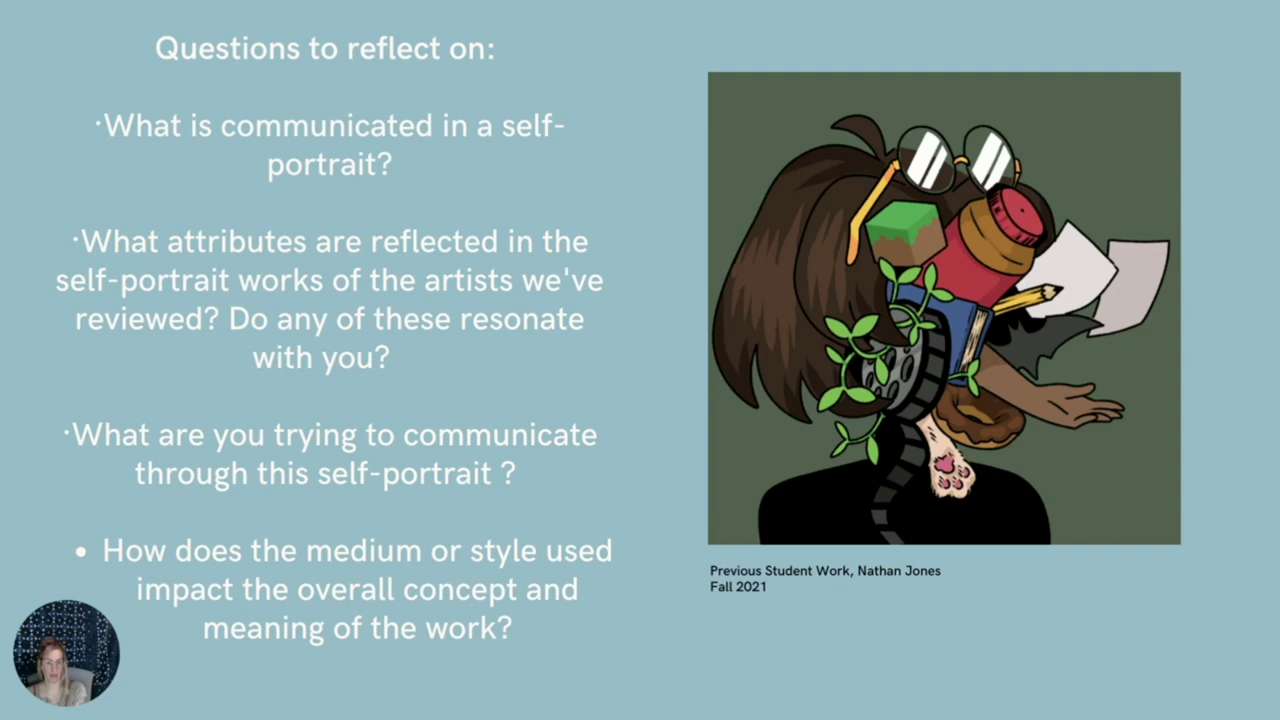 Questions to reflect on:
·What is communicated in a self-
portrait?
·What attributes are reflected in the
self-portrait works of the artists we've
reviewed? Do any of these resonate
with you?
·What are you trying to communicate
through this self-portrait ?
• How does the medium or style used
impact the overall concept and
meaning of the work?
Previous Student Work, Nathan Jones
Fall 2021